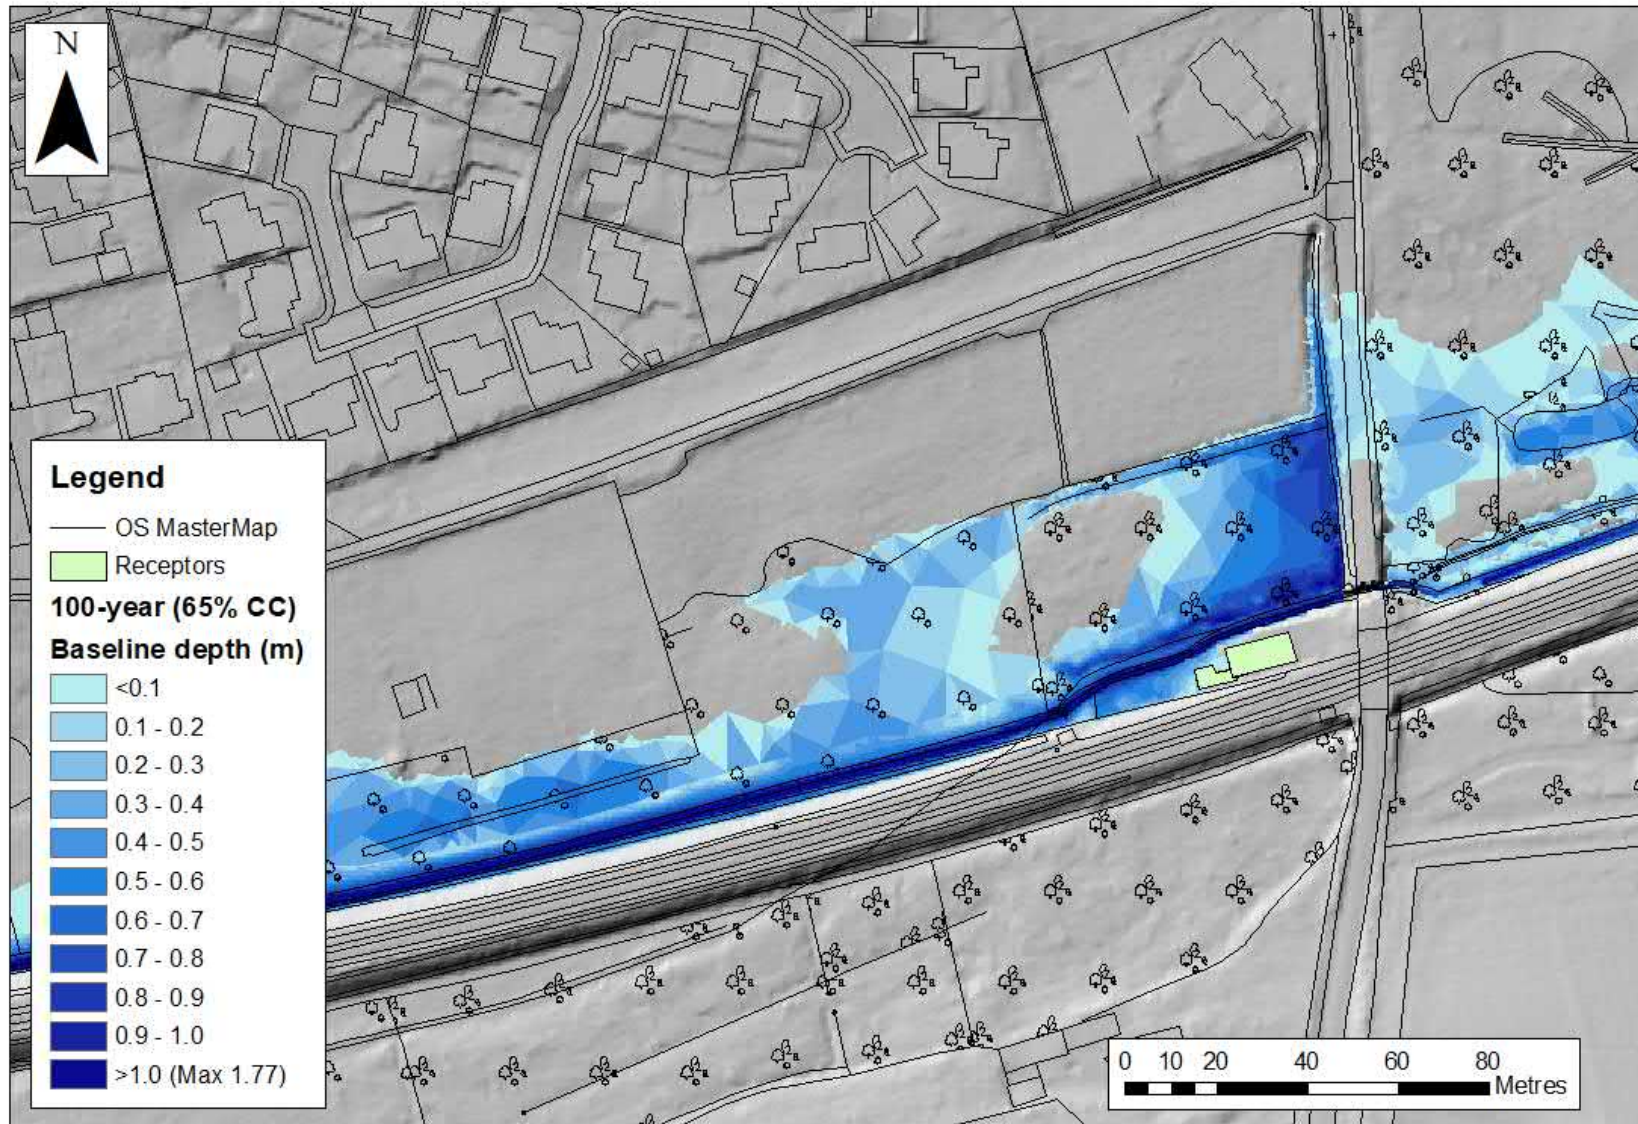 N
Legend
OS MasterMap
Receptors
100-year (65% CC)
Baseline depth (m)
<0.1
0.1 - 0.2
0.2 - 0.3
0.3 - 0.4
0.4 - 0.5
0.5 - 0.6
0.6 - 0.7
0.7 - 0.8
0.8 - 0.9
0.9 - 1.0
>1.0 (Max 1.77)
0 10 20 40 60 80
Metres